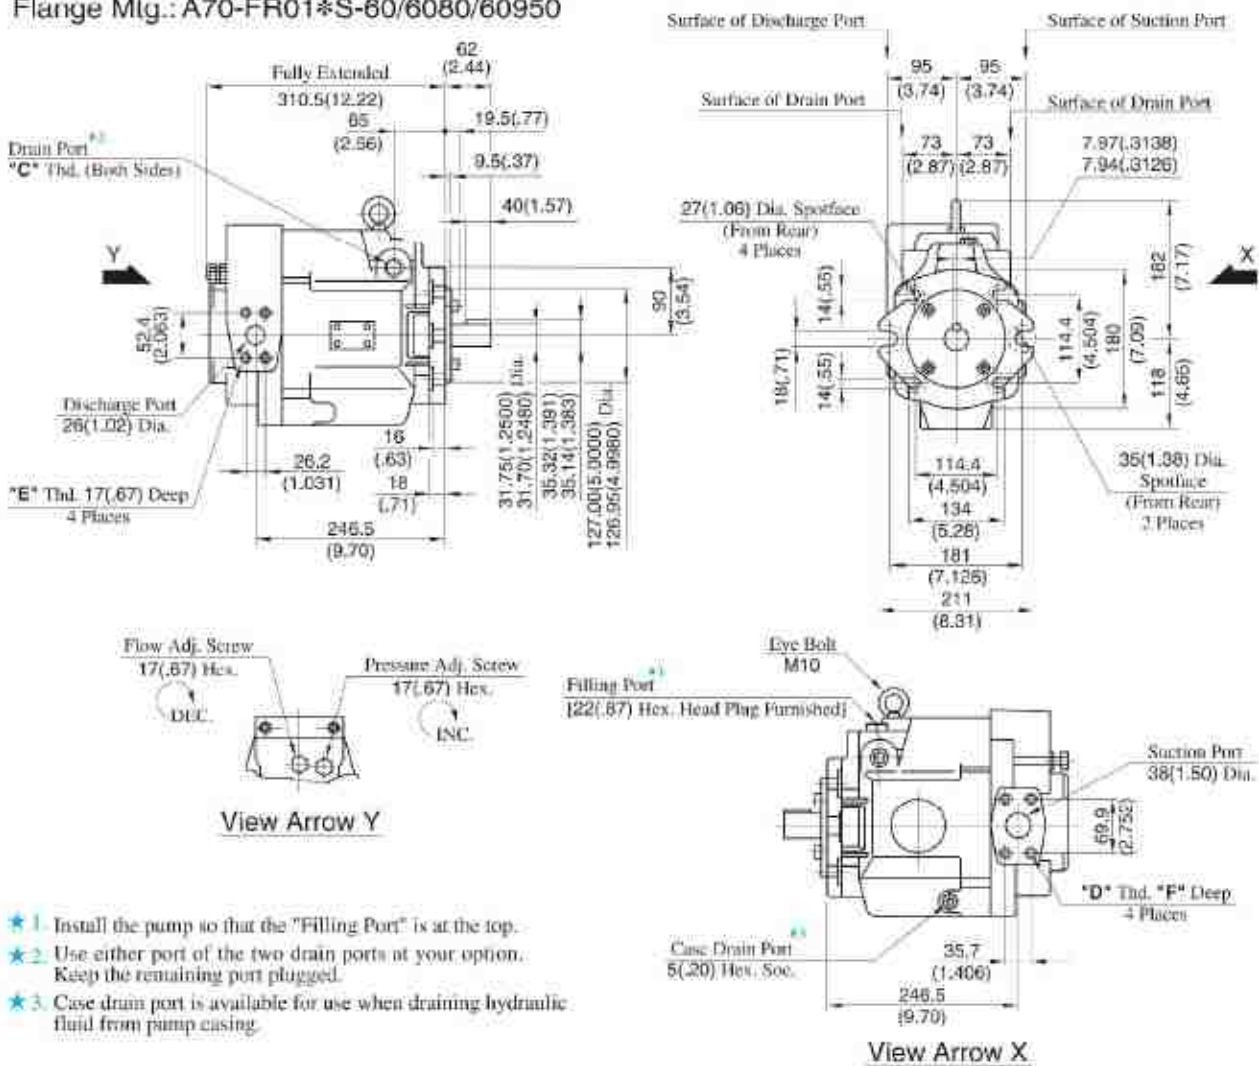 Flange Mtg.: A70-FR01*S-60/6080/60950
Fully Extended
310.5(12.22)
62
(2.44)
65
(2.56)
19.5(.77)
9.5(.37)
40(1.57)
Drain Port *2
"C" Thd. (Both Sides)
Y
52.4
(2.063)
90
(3.54)
Discharge Port
26(1.02) Dia.
"E" Thd. 17(.67) Deep
4 Places
26.2
(1.031)
16
(.63)
18
(.71)
246.5
(9.70)
31.75(1.2500) Dia.
31.70(1.2480)
35.32(1.391)
35.14(1.383)
127.00(5.0000) Dia.
126.95(4.9980)
Surface of Discharge Port
Surface of Suction Port
95
(3.74)
95
(3.74)
Surface of Drain Port
Surface of Drain Port
73
(2.87)
73
(2.87)
7.97(.3138)
7.94(.3126)
27(1.06) Dia. Spotface
(From Rear)
4 Places
X
182
(7.17)
14(.55)
18(.71)
14(.55)
114.4
(4.504)
180
(7.09)
118
(4.65)
114.4
(4.504)
134
(5.28)
181
(7.126)
211
(8.31)
35(1.38) Dia.
Spotface
(From Rear)
2 Places
Flow Adj. Screw
17(.67) Hex.
DEC.
Pressure Adj. Screw
17(.67) Hex.
INC.
View Arrow Y
Eye Bolt
M10
Filling Port *1
[22(.87) Hex. Head Plug Furnished]
Suction Port
38(1.50) Dia.
69.9
(2.752)
"D" Thd. "F" Deep
4 Places
Case Drain Port *3
5(.20) Hex. Soc.
35.7
(1.406)
246.5
(9.70)
View Arrow X
★ 1. Install the pump so that the "Filling Port" is at the top.
★ 2. Use either port of the two drain ports at your option.
Keep the remaining port plugged.
★ 3. Case drain port is available for use when draining hydraulic
fluid from pump casing.